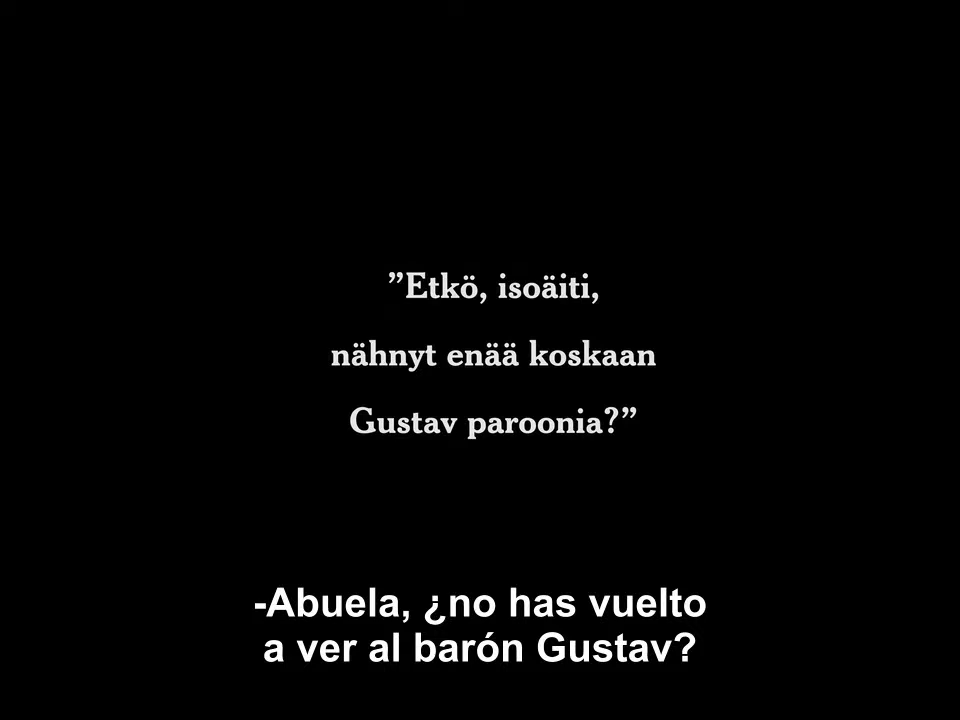 ”Etkö, isoäiti,
nähnyt enää koskaan
Gustav paroonia?”
-Abuela, ¿no has vuelto
a ver al barón Gustav?